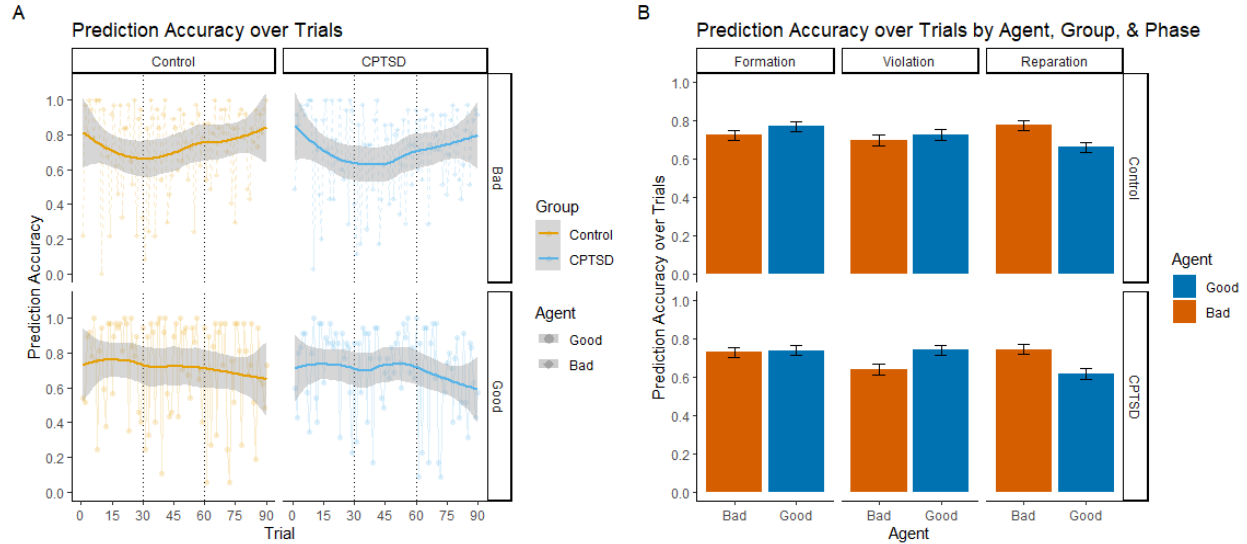 A
Prediction Accuracy over Trials
Control
CPTSD
Prediction Accuracy
1.0
0.8
0.6
0.4
0.2
0.0
Bad
1.0
0.8
0.6
0.4
0.2
0.0
Good
0 15 30 45 60 75 90
0 15 30 45 60 75 90
Trial
Group
Control
CPTSD
Agent
Good
Bad
B
Prediction Accuracy over Trials by Agent, Group, & Phase
Formation
Violation
Reparation
Prediction Accuracy over Trials
1.0
0.8
0.6
0.4
0.2
0.0
Control
1.0
0.8
0.6
0.4
0.2
0.0
CPTSD
Bad Good
Bad Good
Bad Good
Agent
Agent
Good
Bad